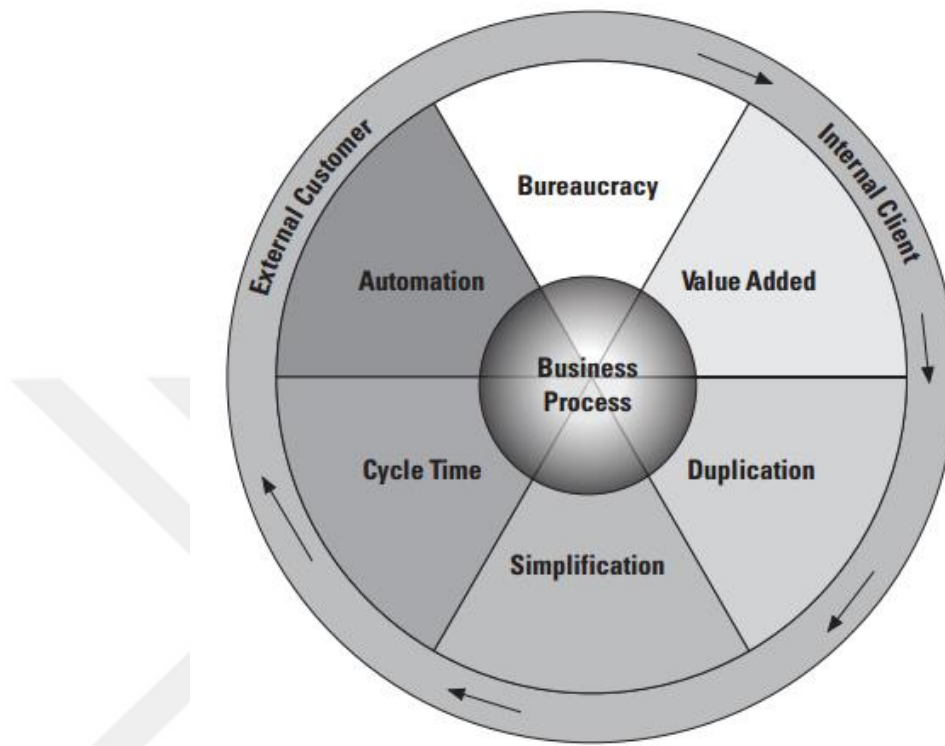 External Customer
Internal Client
Bureaucracy
Automation
Value Added
Business
Process
Cycle Time
Duplication
Simplification